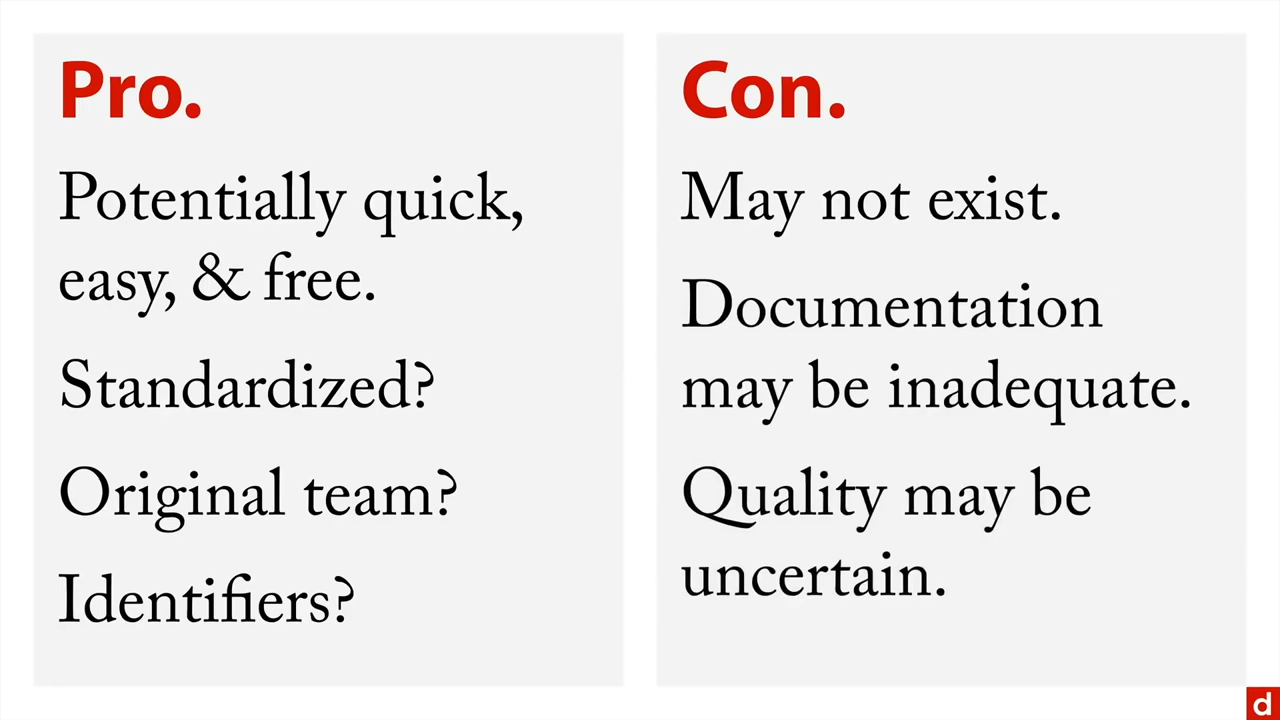 Pro.
Potentially quick,
easy, & free.
Standardized?
Original team?
Identifiers?
Con.
May not exist.
Documentation
may be inadequate.
Quality may be
uncertain.
d